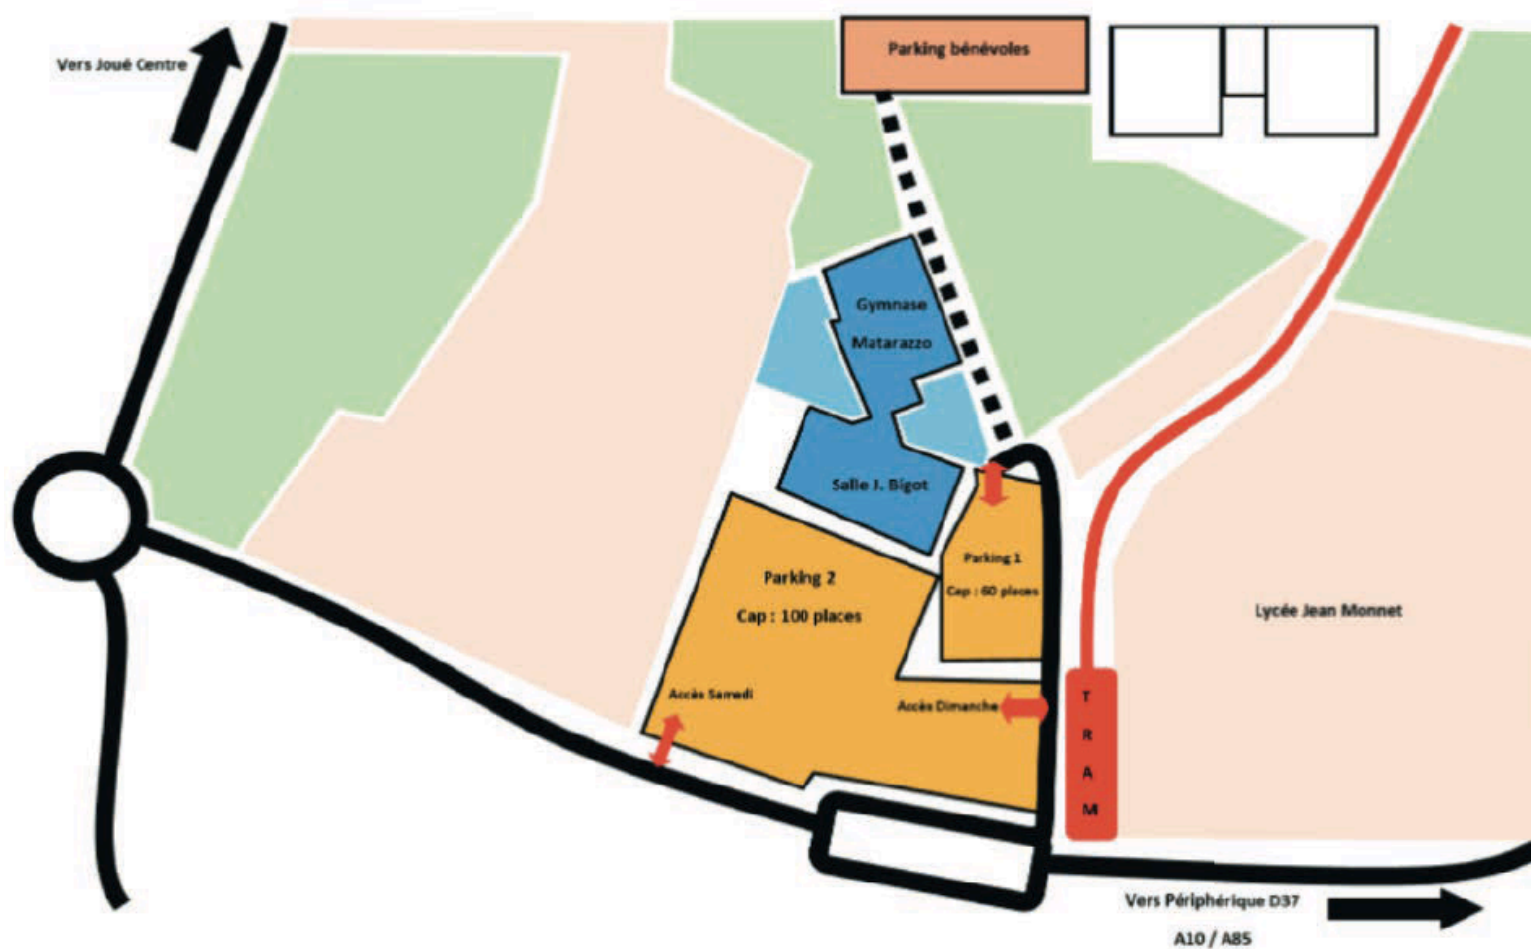 Parking bénévoles
Vers Joué Centre
Gymnase
Matarazzo
Salle J. Bigot
Parking 1
Cap : 60 places
Parking 2
Cap : 100 places
Lycée Jean Monnet
Accès Samedi
Accès Dimanche
T
R
A
M
Vers Périphérique D37
A10 / A85